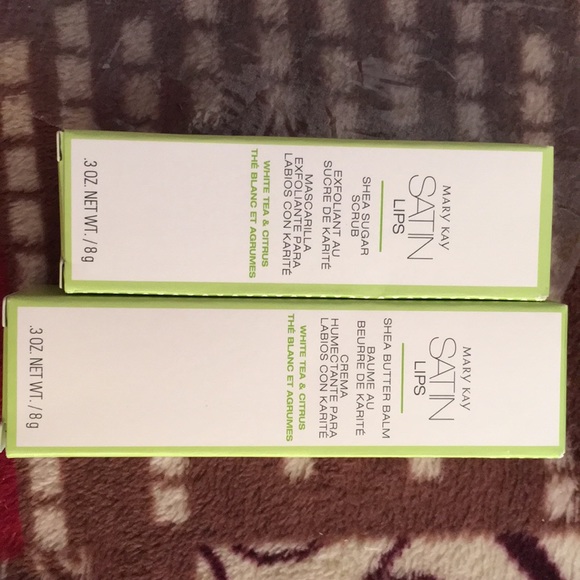 MARY KAY
SATIN
LIPS
SHEA SUGAR
SCRUB
EXFOLIANT AU
SUCRE DE KARITÉ
MASCARILLA
EXFOLIANTE PARA
LABIOS CON KARITÉ
WHITE TEA & CITRUS
THÉ BLANC ET AGRUMES
.3 OZ. NET WT. / 8 g
MARY KAY
SATIN
LIPS
SHEA BUTTER BALM
BAUME AU
BEURRE DE KARITÉ
CREMA
HUMECTANTE PARA
LABIOS CON KARITÉ
WHITE TEA & CITRUS
THÉ BLANC ET AGRUMES
.3 OZ. NET WT. / 8 g